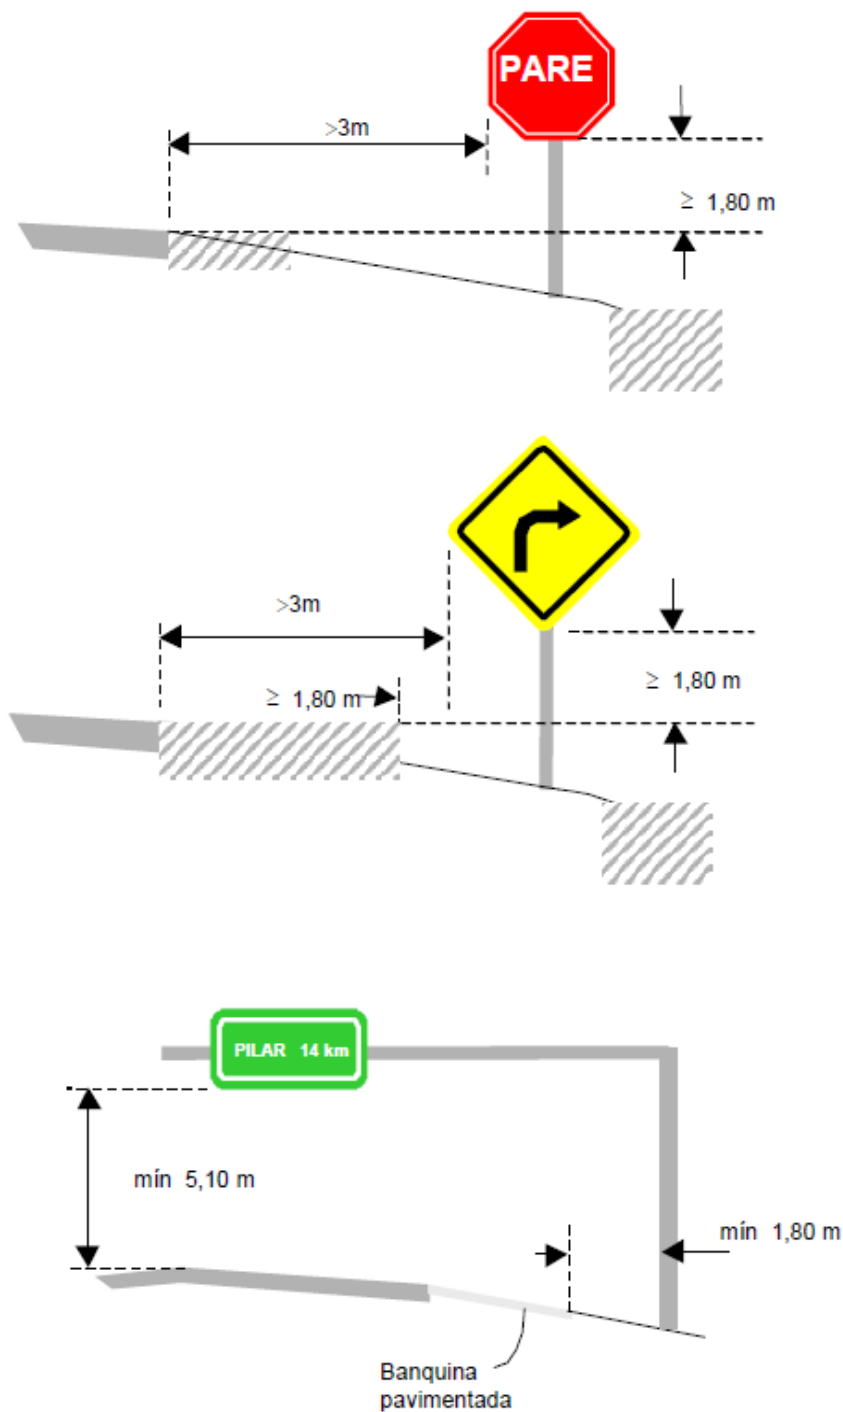 PARE
>3m
≥ 1,80 m
>3m
≥ 1,80 m
≥ 1,80 m
PILAR 14 km
mín 5,10 m
mín 1,80 m
Banquina
pavimentada